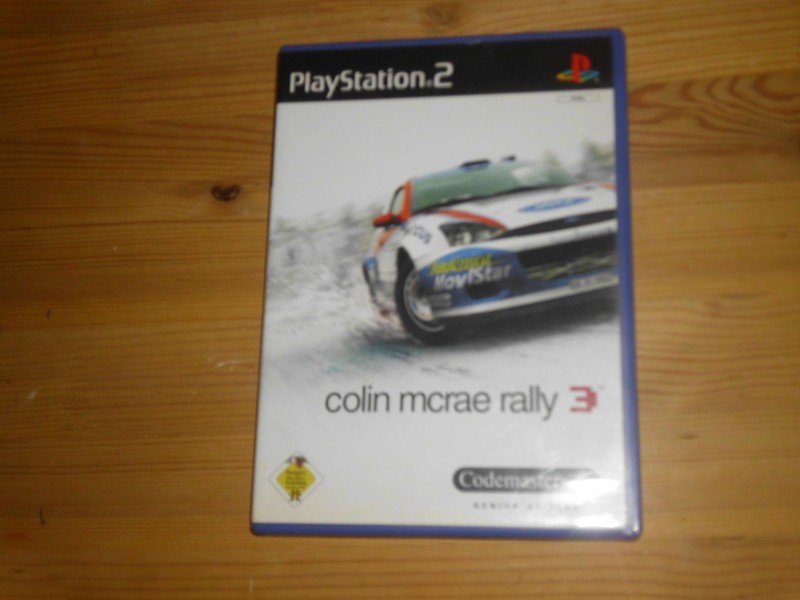 PlayStation.2
MoviStar
colin mcrae rally 3
Codemasters